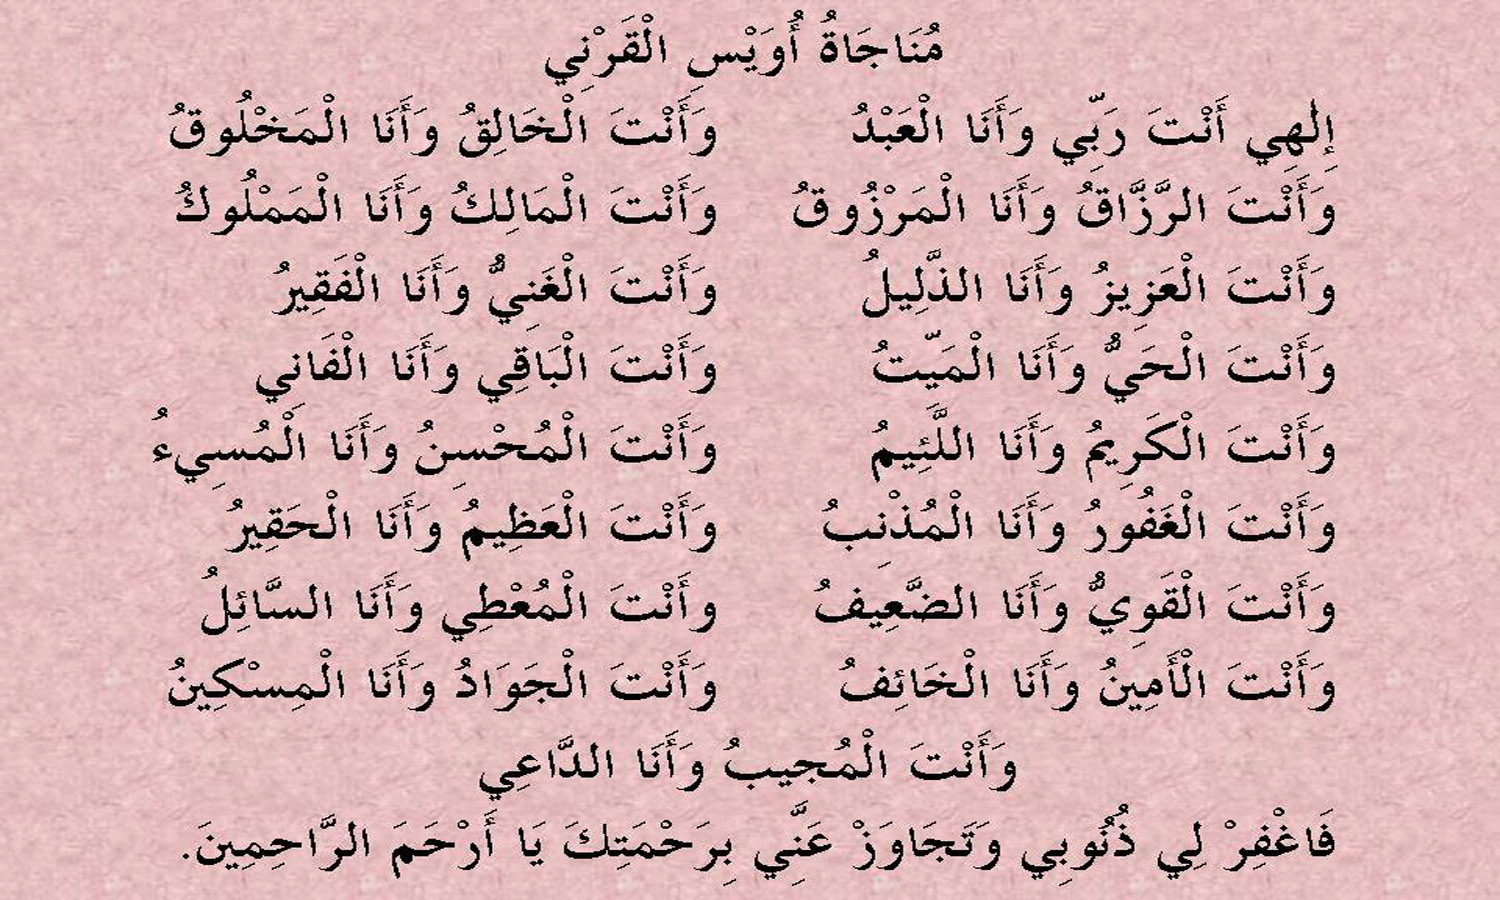 مُنَاجَاةُ أُوَيْسِ الْقَرْنِي
إِلٰهِي أَنْتَ رَبِّي وَأَنَا الْعَبْدُ وَأَنْتَ الْخَالِقُ وَأَنَا الْمَخْلُوقُ
وَأَنْتَ الرَّزَّاقُ وَأَنَا الْمَرْزُوقُ وَأَنْتَ الْمَالِكُ وَأَنَا الْمَمْلُوكُ
وَأَنْتَ الْعَزِيزُ وَأَنَا الذَّلِيلُ وَأَنْتَ الْغَنِيُّ وَأَنَا الْفَقِيرُ
وَأَنْتَ الْحَيُّ وَأَنَا الْمَيِّتُ وَأَنْتَ الْبَاقِي وَأَنَا الْفَانِي
وَأَنْتَ الْكَرِيمُ وَأَنَا اللَّئِيمُ وَأَنْتَ الْمُحْسِنُ وَأَنَا الْمُسِيءُ
وَأَنْتَ الْغَفُورُ وَأَنَا الْمُذْنِبُ وَأَنْتَ الْعَظِيمُ وَأَنَا الْحَقِيرُ
وَأَنْتَ الْقَوِيُّ وَأَنَا الضَّعِيفُ وأَنْتَ الْمُعْطِي وَأَنَا السَّائِلُ
وَأَنْتَ الْأَمِينُ وَأَنَا الْخَائِفُ وَأَنْتَ الْجَوَادُ وَأَنَا الْمِسْكِينُ
وَأَنْتَ الْمُجيبُ وَأَنَا الدَّاعِي
فَاغْفِرْ لِي ذُنُوبِي وَتَجَاوَزْ عَنِّي بِرَحْمَتِكَ يَا أَرْحَمَ الرَّاحِمِينَ.